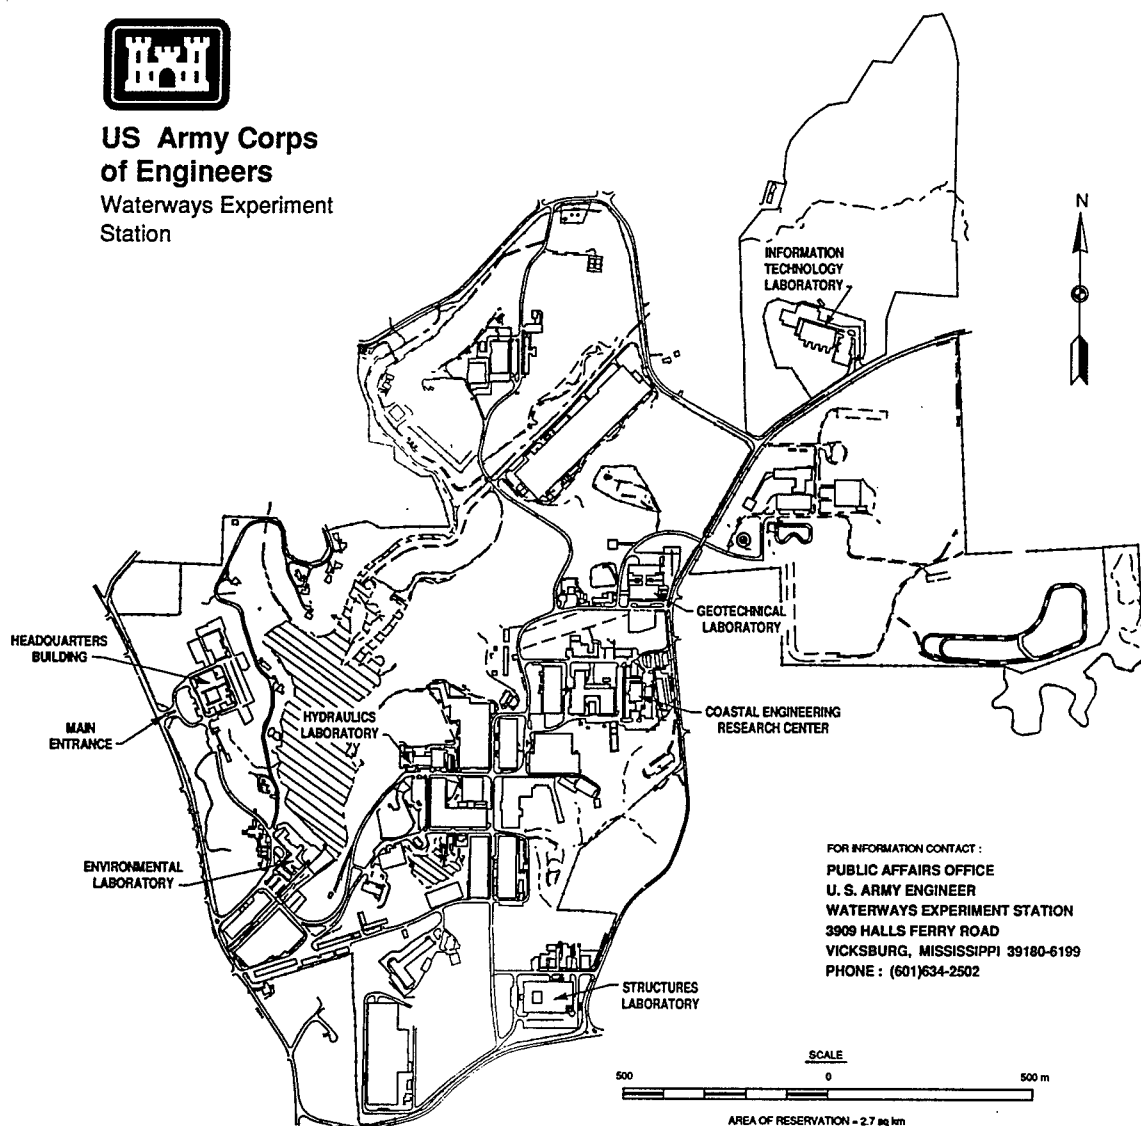 US Army Corps
of Engineers
Waterways Experiment
Station
N
INFORMATION
TECHNOLOGY
LABORATORY
GEOTECHNICAL
LABORATORY
HEADQUARTERS
BUILDING
MAIN
ENTRANCE
HYDRAULICS
LABORATORY
COASTAL ENGINEERING
RESEARCH CENTER
ENVIRONMENTAL
LABORATORY
STRUCTURES
LABORATORY
FOR INFORMATION CONTACT :
PUBLIC AFFAIRS OFFICE
U. S. ARMY ENGINEER
WATERWAYS EXPERIMENT STATION
3909 HALLS FERRY ROAD
VICKSBURG, MISSISSIPPI 39180-6199
PHONE : (601)634-2502
SCALE
500 0 500 m
AREA OF RESERVATION = 2.7 sq km